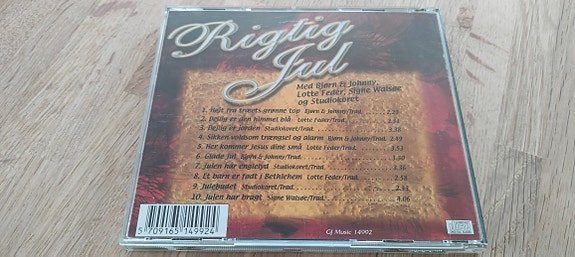 Rigtig
Jul
Med Bjørn & Johnny,
Lotte Feder, Signe Walsøe
og Studiokoret
1. Højt fra træets grønne top Bjørn & Johnny/Trad. ... 2.29
2. Dejlig er den himmel blå Lotte Feder/Trad. ... 2.34
3. Dejlig er jorden Studiokoret/Trad. ... 3.38
4. Sikken voldsom trængsel og alarm Bjørn & Johnny/Trad. ... 2.49
5. Her kommer Jesus dine små Lotte Feder/Trad. ... 3.53
6. Glade jul Bjørn & Johnny/Trad. ... 3.30
7. Julen har englelyd Studiokoret/Trad. ... 3.36
8. Et barn er født i Bethlehem Lotte Feder/Trad. ... 2.58
9. Julebudet Studiokoret/Trad. ... 2.53
10. Julen har bragt Signe Walsøe/Trad. ... 4.06
5 709165 149924
GJ Music 14992